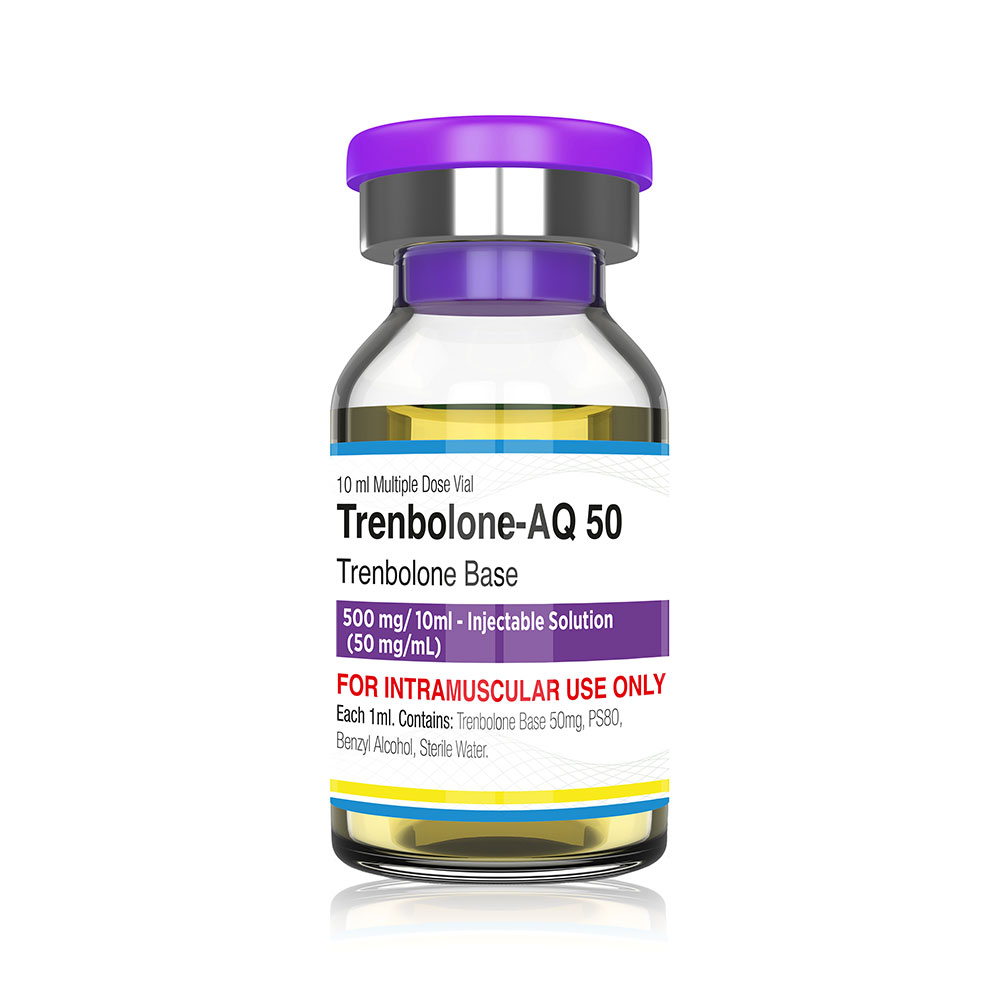 10 ml Multiple Dose Vial
Trenbolone-AQ 50
Trenbolone Base
500 mg/ 10ml - Injectable Solution
(50 mg/mL)
FOR INTRAMUSCULAR USE ONLY
Each 1ml. Contains: Trenbolone Base 50mg, PS80,
Benzyl Alcohol, Sterile Water.